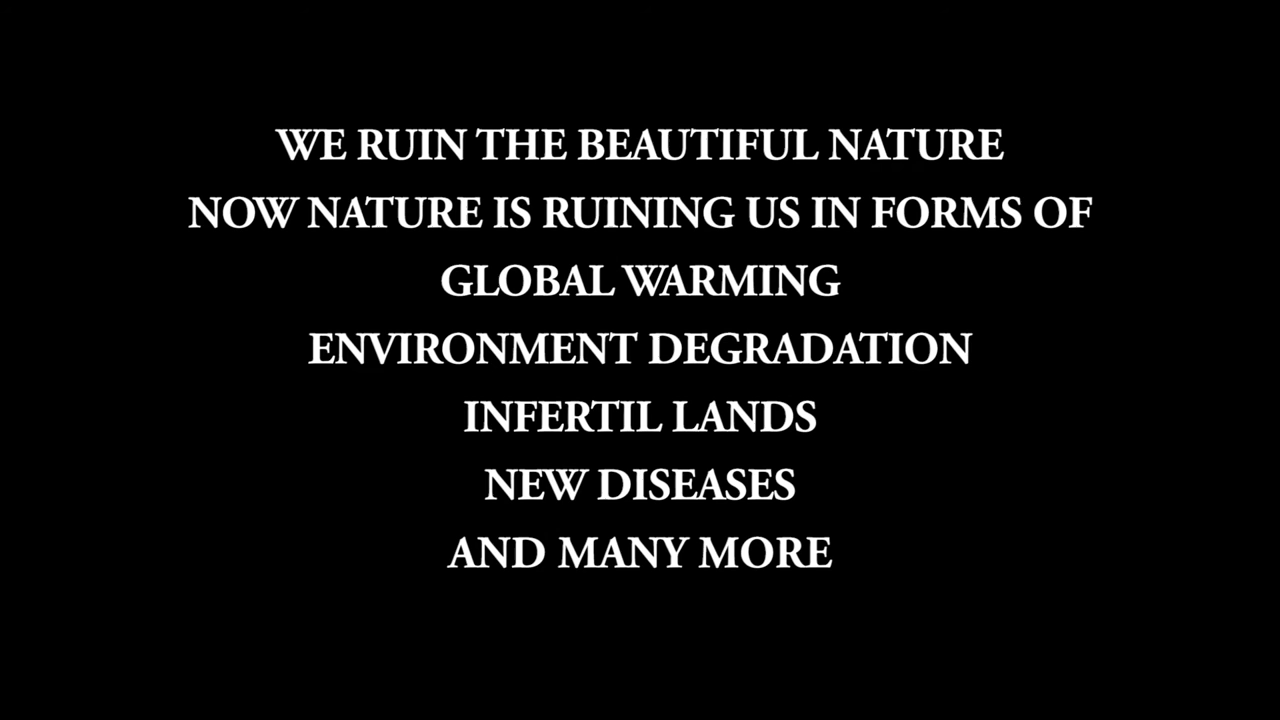 WE RUIN THE BEAUTIFUL NATURE
NOW NATURE IS RUINING US IN FORMS OF
GLOBAL WARMING
ENVIRONMENT DEGRADATION
INFERTIL LANDS
NEW DISEASES
AND MANY MORE